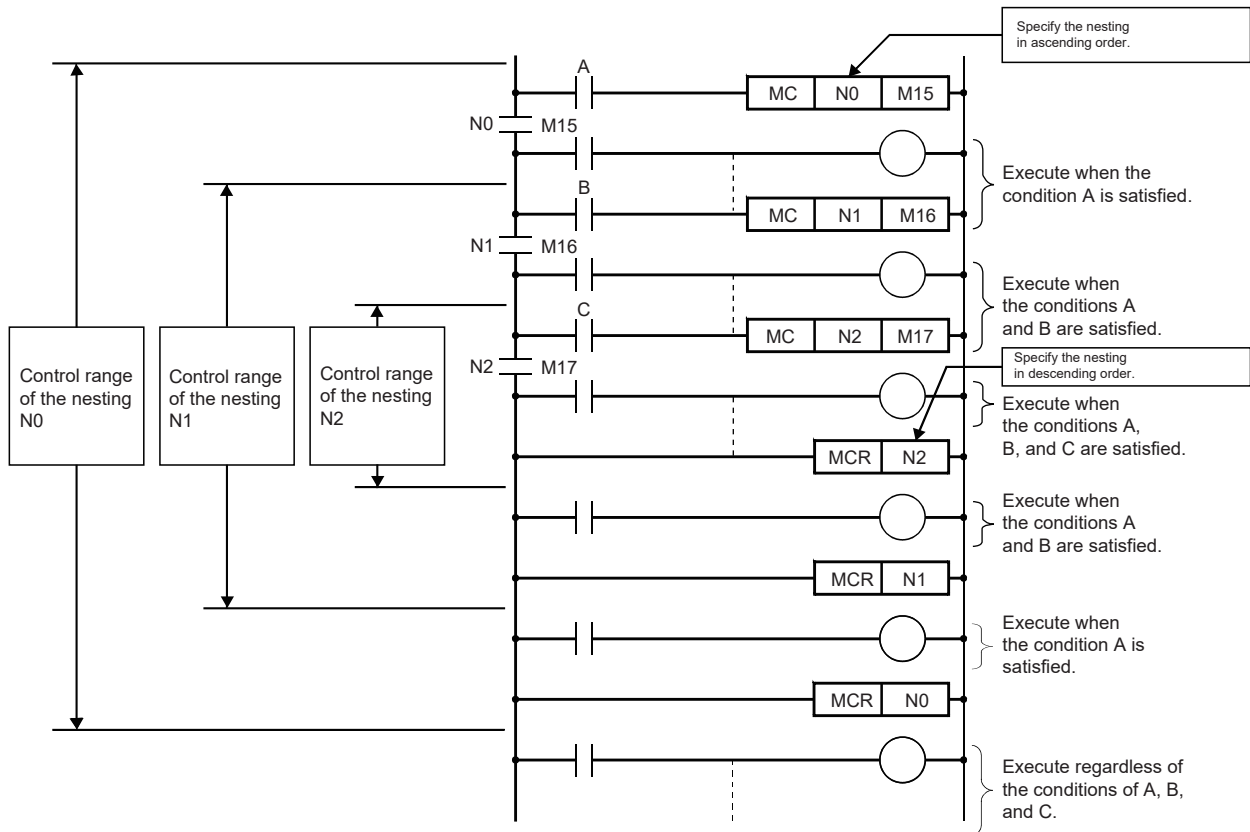 Specify the nesting
in ascending order.
A
MC N0 M15
N0 M15
Execute when the
condition A is satisfied.
B
MC N1 M16
N1 M16
Execute when
the conditions A
and B are satisfied.
C
MC N2 M17
Specify the nesting
in descending order.
N2 M17
Control range
of the nesting
N0
Control range
of the nesting
N1
Control range
of the nesting
N2
Execute when
the conditions A,
B, and C are satisfied.
MCR N2
Execute when
the conditions A
and B are satisfied.
MCR N1
Execute when
the condition A is
satisfied.
MCR N0
Execute regardless of
the conditions of A, B,
and C.